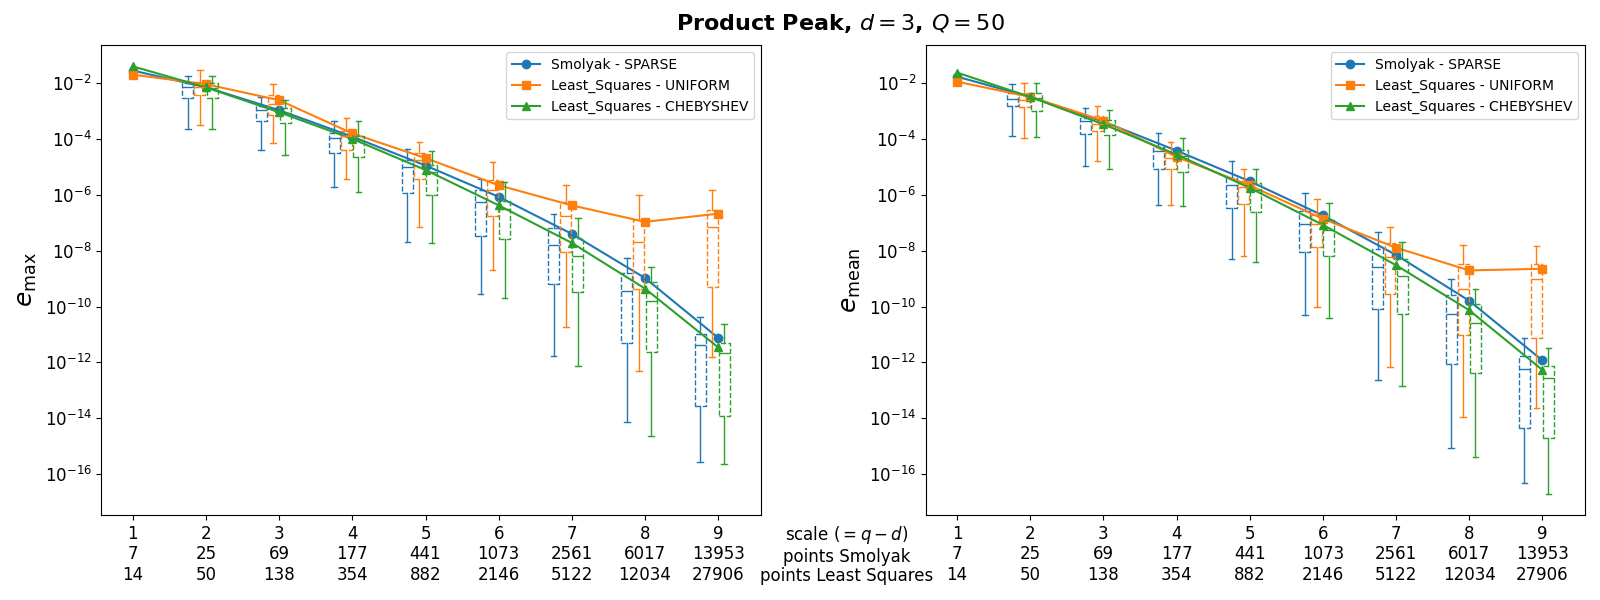 Product Peak, d = 3, Q = 50
Smolyak - SPARSE
Least_Squares - UNIFORM
Least_Squares - CHEBYSHEV
10⁻²
10⁻⁴
10⁻⁶
10⁻⁸
10⁻¹⁰
10⁻¹²
10⁻¹⁴
10⁻¹⁶
e_max
1 2 3 4 5 6 7 8 9
7 25 69 177 441 1073 2561 6017 13953
14 50 138 354 882 2146 5122 12034 27906
scale (= q − d)
points Smolyak
points Least Squares
Smolyak - SPARSE
Least_Squares - UNIFORM
Least_Squares - CHEBYSHEV
10⁻²
10⁻⁴
10⁻⁶
10⁻⁸
10⁻¹⁰
10⁻¹²
10⁻¹⁴
10⁻¹⁶
e_mean
1 2 3 4 5 6 7 8 9
7 25 69 177 441 1073 2561 6017 13953
14 50 138 354 882 2146 5122 12034 27906